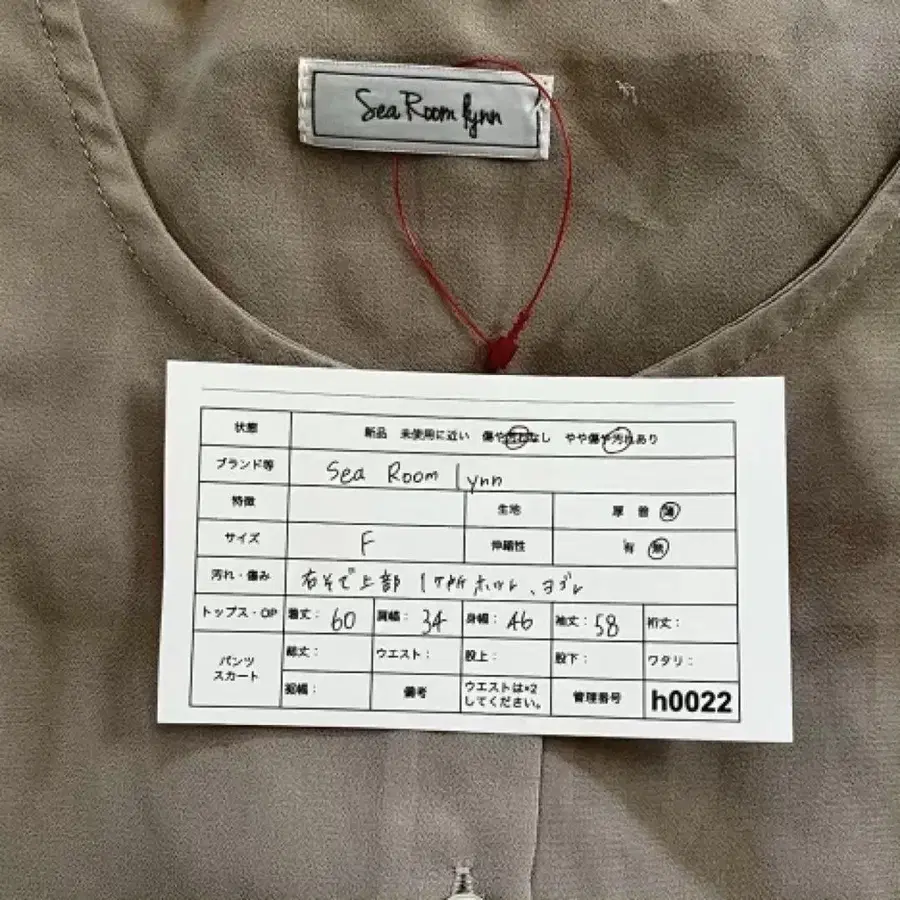 Sea Room lynn
状態 新品 未使用に近い 傷や汚れなし やや傷や汚れあり
ブランド等 Sea Room lynn
特徴 生地 厚 普 薄
サイズ F 伸縮性 有 無
汚れ・傷み 右そで上部 1ヶ所ホツレ、ヨゴレ
トップス・OP 着丈: 60 肩幅: 34 身幅: 46 袖丈: 58 裄丈:
パンツ スカート 総丈: ウエスト: 股上: 股下: ワタリ:
裾幅: 備考 ウエストは×2してください。 管理番号 h0022